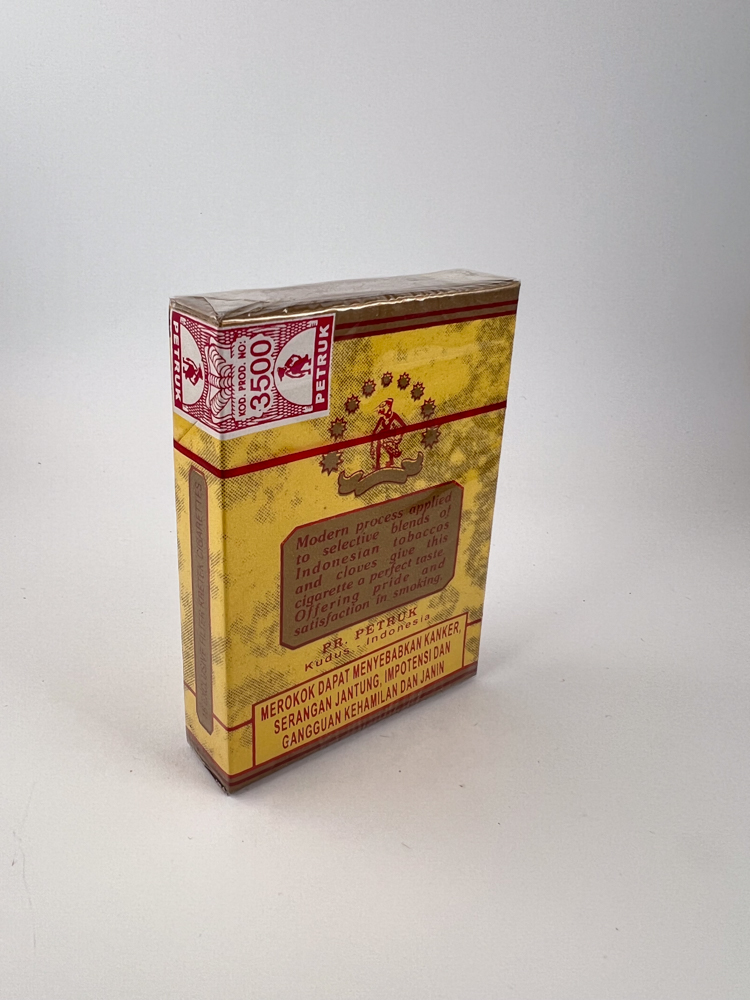 PETRUK
KOD. PROD. NO:
3500
PETRUK
Modern process applied
to selective blends of
Indonesian tobaccos
and cloves give this
cigarette a perfect taste.
Offering pride and
satisfaction in smoking.
PR. PETRUK
Kudus Indonesia
MEROKOK DAPAT MENYEBABKAN KANKER,
SERANGAN JANTUNG, IMPOTENSI DAN
GANGGUAN KEHAMILAN DAN JANIN
CIGARETTES